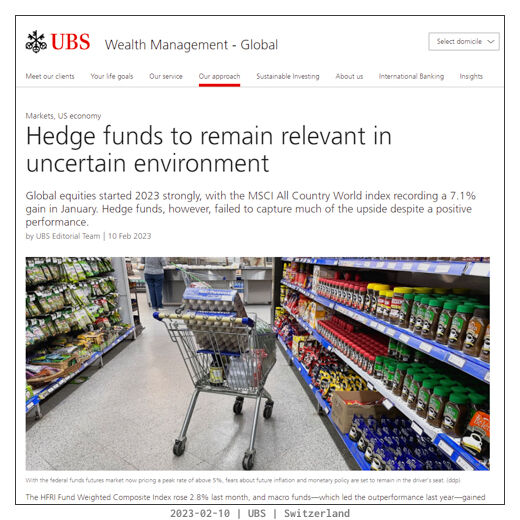 UBS Wealth Management - Global Select domicile
Meet our clients Your life goals Our service Our approach Sustainable Investing About us International Banking Insights
Markets, US economy
Hedge funds to remain relevant in
uncertain environment
Global equities started 2023 strongly, with the MSCI All Country World index recording a 7.1%
gain in January. Hedge funds, however, failed to capture much of the upside despite a positive
performance.
by UBS Editorial Team | 10 Feb 2023
With the federal funds futures market now pricing a peak rate of above 5%, fears about future inflation and monetary policy are set to remain in the driver's seat. (ddp)
The HFRI Fund Weighted Composite Index rose 2.8% last month, and macro funds—which led the outperformance last year—gained
2023-02-10 | UBS | Switzerland